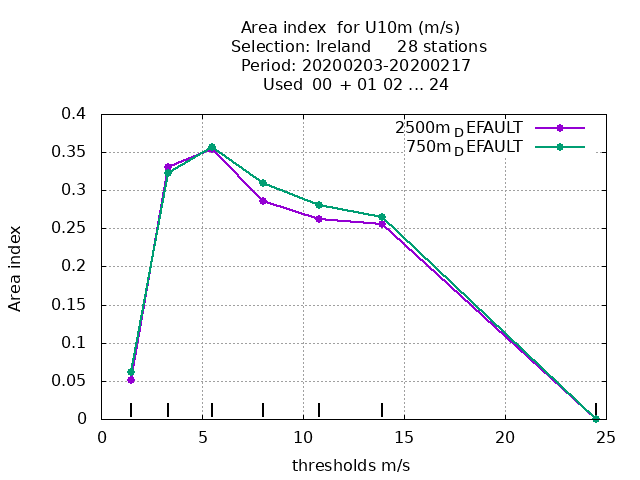 Area index  for U10m (m/s)
Selection: Ireland     28 stations
Period: 20200203-20200217
Used  00  + 01 02 ... 24
2500m_DEFAULT
750m_DEFAULT
0.4
0.35
0.3
0.25
0.2
0.15
0.1
0.05
0
Area index
0 5 10 15 20 25
thresholds m/s